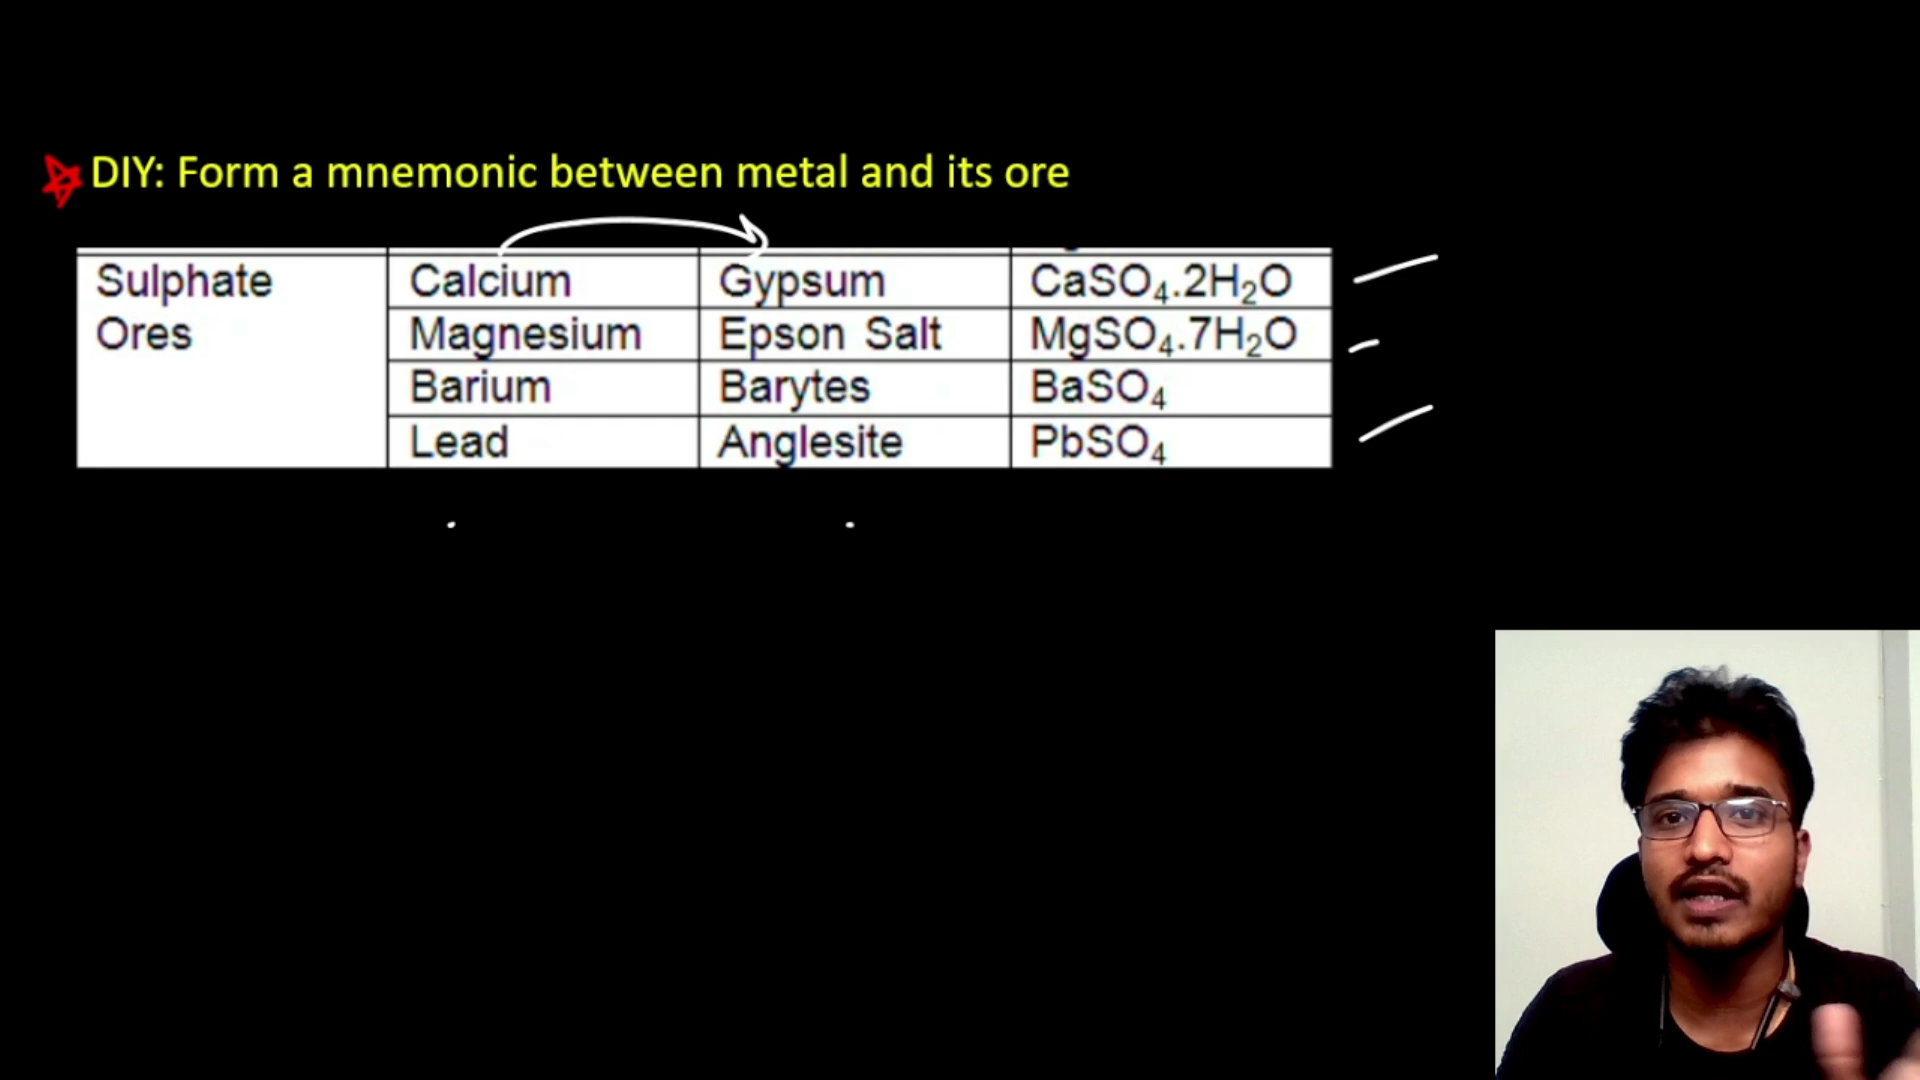 DIY: Form a mnemonic between metal and its ore
Sulphate Ores
Calcium Gypsum CaSO₄.2H₂O
Magnesium Epson Salt MgSO₄.7H₂O
Barium Barytes BaSO₄
Lead Anglesite PbSO₄